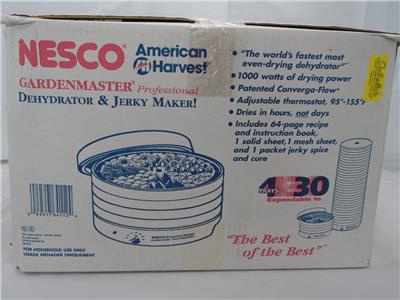 NESCO®
American Harvest®
GARDENMASTER® Professional
DEHYDRATOR & JERKY MAKER!
• "The world's fastest most
even-drying dehydrator"
• 1000 watts of drying power
• Patented Converga-Flow®
• Adjustable thermostat, 95°-155°F
• Dries in hours, not days
• Includes 64-page recipe
and instruction book,
1 solid sheet, 1 mesh sheet,
and 1 packet jerky spice
and cure
TRAYS
30
Expandable to
FOR HOUSEHOLD USE ONLY
USAGE MÉNAGER UNIQUEMENT
"The Best
of the Best"